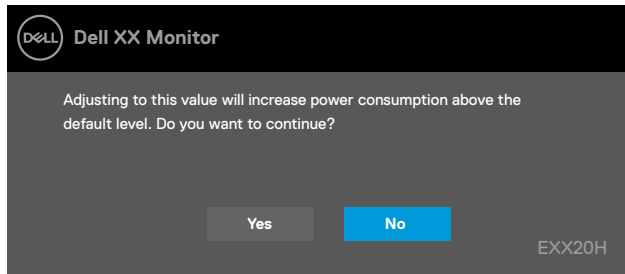 DELL Dell XX Monitor
Adjusting to this value will increase power consumption above the
default level. Do you want to continue?
Yes No
EXX20H